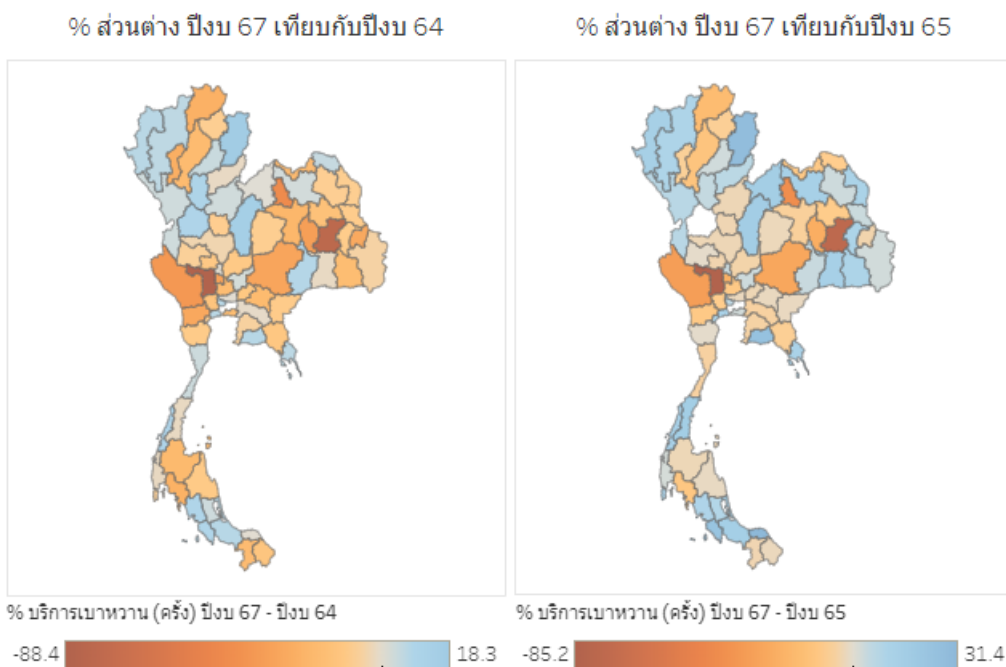 % ส่วนต่าง ปีงบ 67 เทียบกับปีงบ 64
% ส่วนต่าง ปีงบ 67 เทียบกับปีงบ 65
% บริการเบาหวาน (ครั้ง) ปีงบ 67 - ปีงบ 64
% บริการเบาหวาน (ครั้ง) ปีงบ 67 - ปีงบ 65
-88.4 18.3
-85.2 31.4